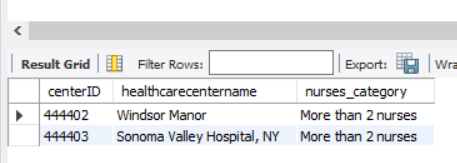 Result Grid Filter Rows: Export: Wra
centerID healthcarecentername nurses_category
444402 Windsor Manor More than 2 nurses
444403 Sonoma Valley Hospital, NY More than 2 nurses